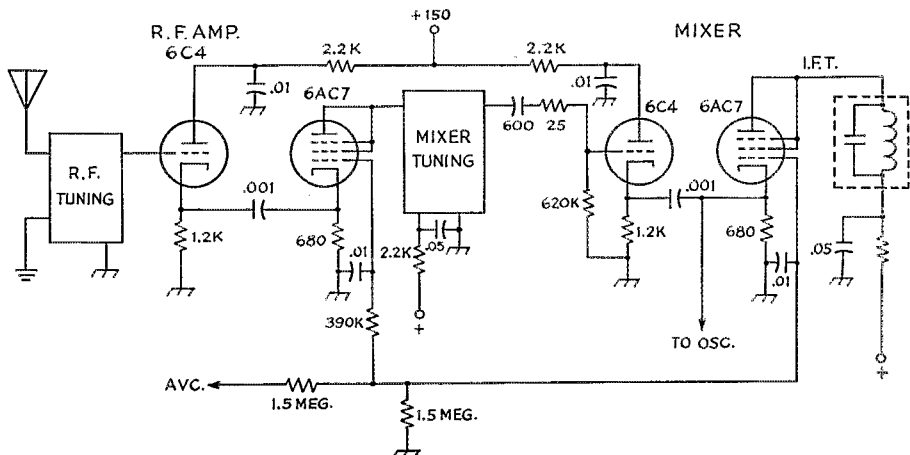 +150
R.F. AMP.
6C4
MIXER
2.2K
2.2K
I.F.T.
.01
.01
6AC7
6C4
6AC7
600
25
R.F.
TUNING
MIXER
TUNING
.001
.001
620K
1.2K
680
.05
2.2K
1.2K
680
.05
.01
.01
390K
+
TO OSC.
+
AVC.
1.5 MEG.
1.5 MEG.